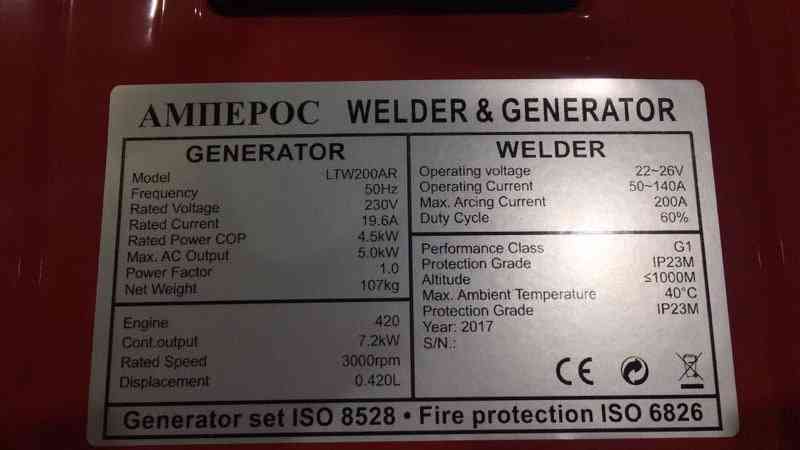 АМПЕРОС WELDER & GENERATOR
GENERATOR
Model LTW200AR
Frequency 50Hz
Rated Voltage 230V
Rated Current 19.6A
Rated Power COP 4.5kW
Max. AC Output 5.0kW
Power Factor 1.0
Net Weight 107kg
Engine 420
Cont.output 7.2kW
Rated Speed 3000rpm
Displacement 0.420L
WELDER
Operating voltage 22~26V
Operating Current 50~140A
Max. Arcing Current 200A
Duty Cycle 60%
Performance Class G1
Protection Grade IP23M
Altitude ≤1000M
Max. Ambient Temperature 40°C
Protection Grade IP23M
Year: 2017
S/N.:
CE
Generator set ISO 8528 • Fire protection ISO 6826